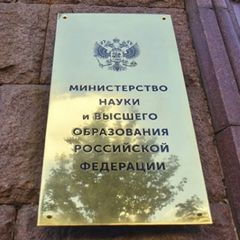 МИНИСТЕРСТВО
НАУКИ
И ВЫСШЕГО
ОБРАЗОВАНИЯ
РОССИЙСКОЙ
ФЕДЕРАЦИИ